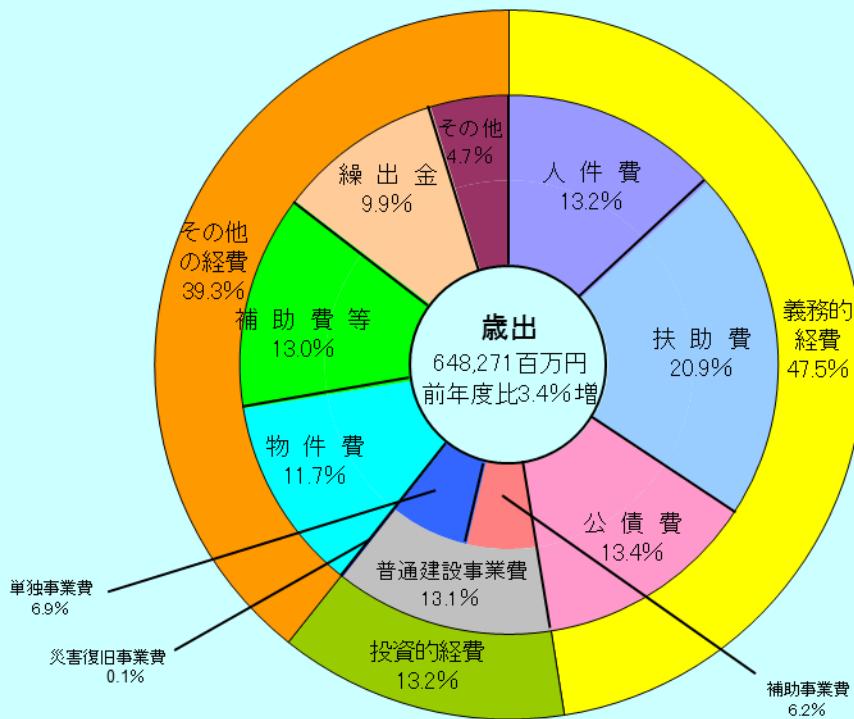 歳出
648,271百万円
前年度比3.4%増
人件費
13.2%
扶助費
20.9%
公債費
13.4%
義務的
経費
47.5%
補助事業費
6.2%
普通建設事業費
13.1%
投資的経費
13.2%
単独事業費
6.9%
災害復旧事業費
0.1%
物件費
11.7%
補助費等
13.0%
繰出金
9.9%
その他
4.7%
その他
の経費
39.3%